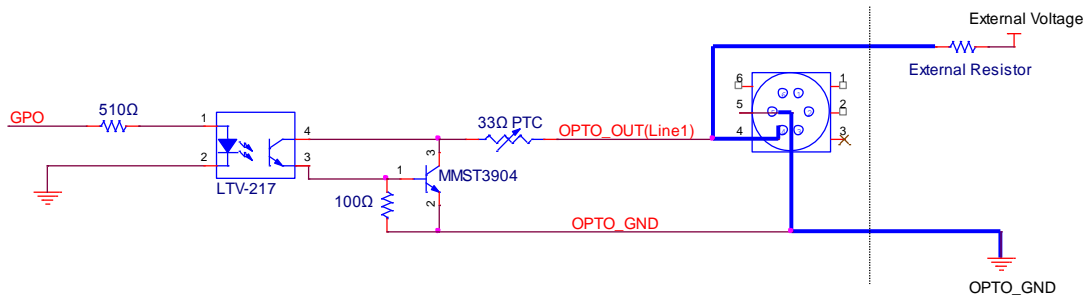 External Voltage
External Resistor
6
1
5
2
4
3
GPO
510Ω
1
2
4
3
LTV-217
33Ω PTC
OPTO_OUT(Line1)
3
1
2
MMST3904
100Ω
OPTO_GND
OPTO_GND